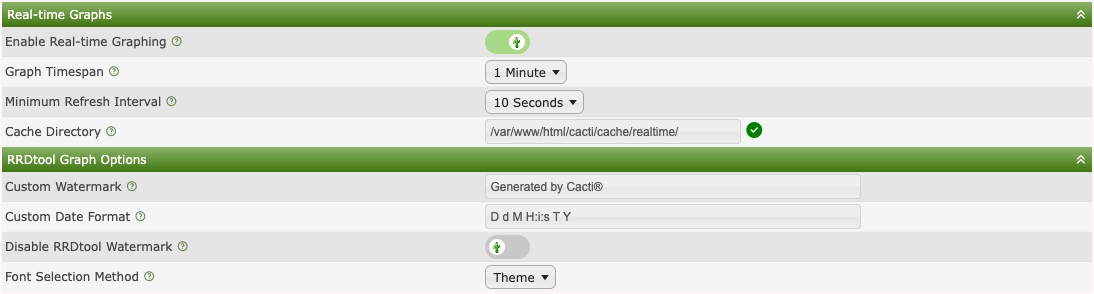 Real-time Graphs
Enable Real-time Graphing
Graph Timespan 1 Minute
Minimum Refresh Interval 10 Seconds
Cache Directory /var/www/html/cacti/cache/realtime/
RRDtool Graph Options
Custom Watermark Generated by Cacti®
Custom Date Format D d M H:i:s T Y
Disable RRDtool Watermark
Font Selection Method Theme